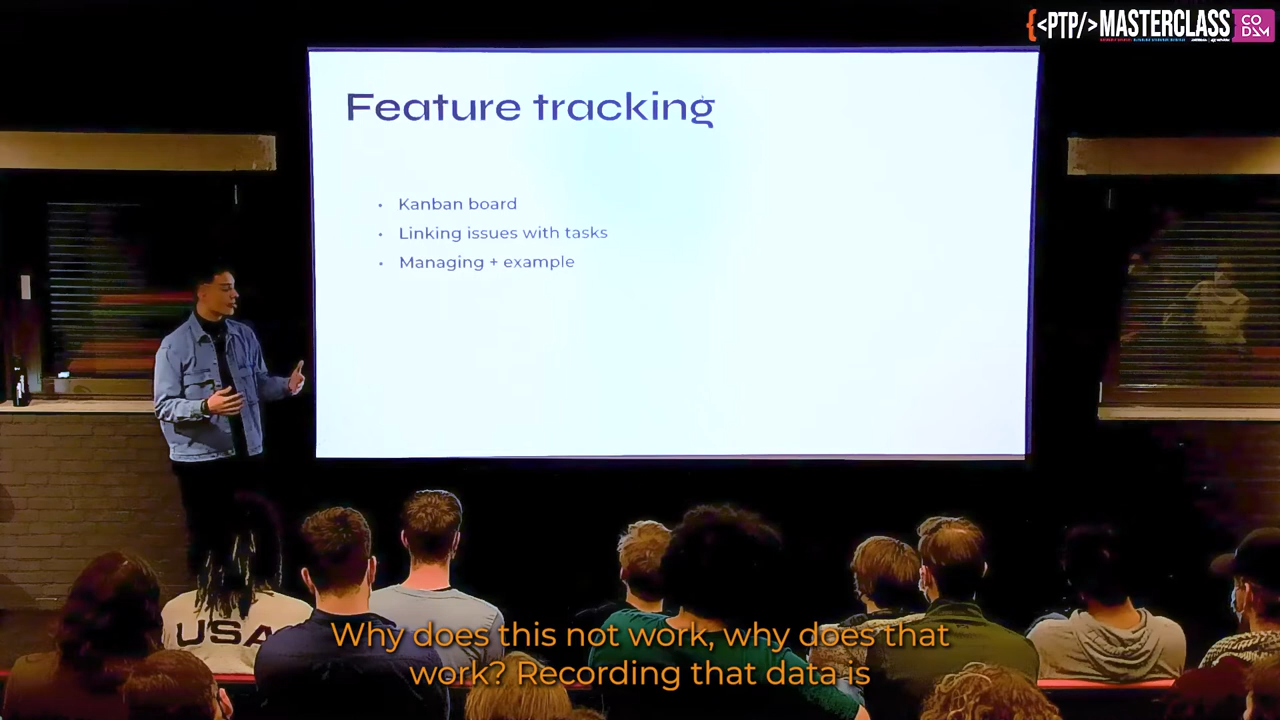 {<PTP/>MASTERCLASS
CO
D∑M
Feature tracking
• Kanban board
• Linking issues with tasks
• Managing + example
USA
Why does this not work, why does that
work? Recording that data is